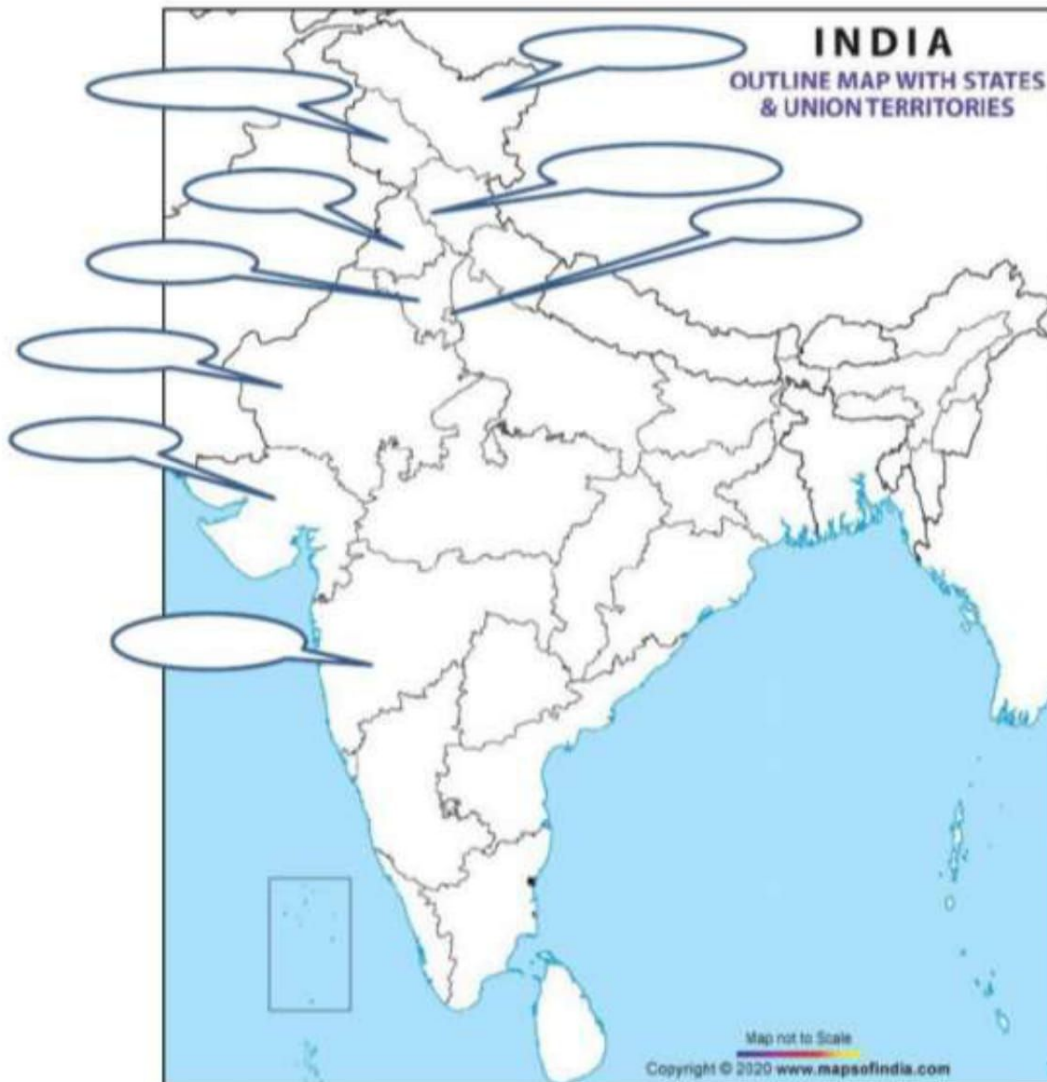 INDIA
OUTLINE MAP WITH STATES
& UNION TERRITORIES
Map not to Scale
Copyright © 2020 www.mapsofindia.com